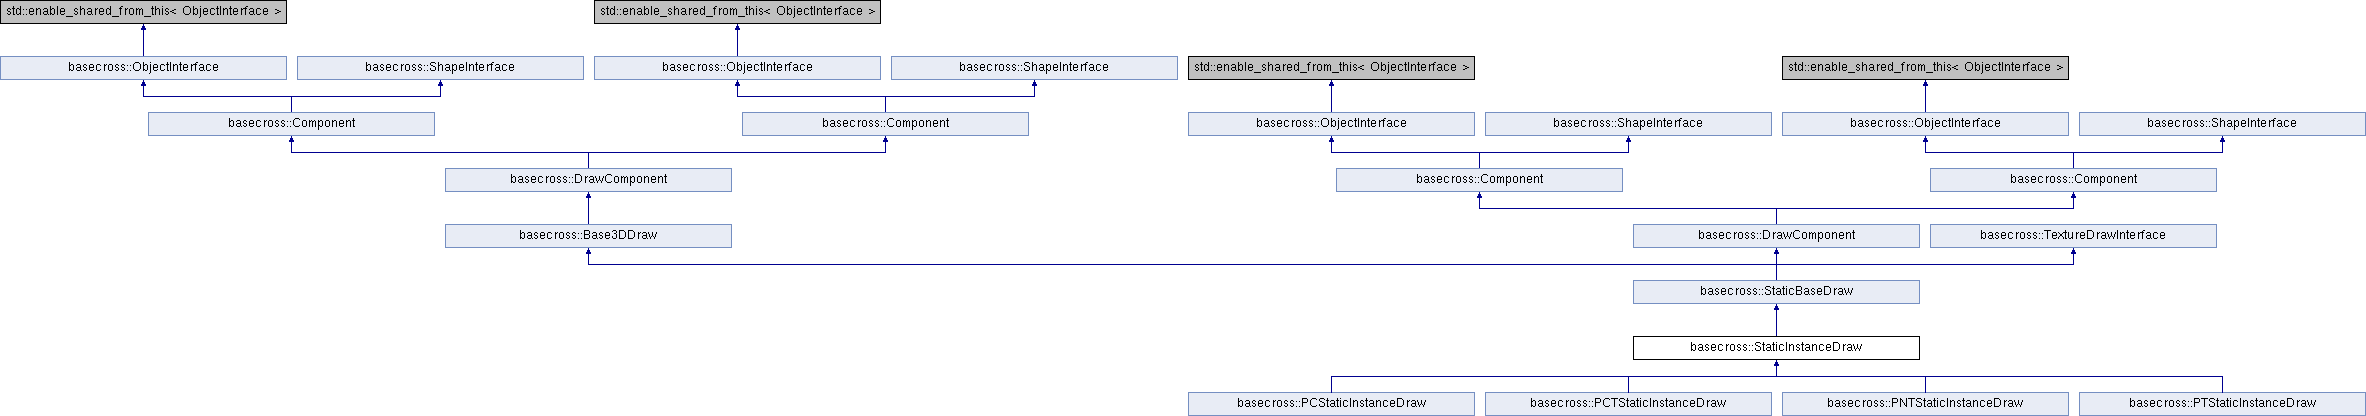 std::enable_shared_from_this< ObjectInterface >
std::enable_shared_from_this< ObjectInterface >
basecross::ObjectInterface
basecross::ShapeInterface
basecross::ObjectInterface
basecross::ShapeInterface
std::enable_shared_from_this< ObjectInterface >
std::enable_shared_from_this< ObjectInterface >
basecross::Component
basecross::Component
basecross::ObjectInterface
basecross::ShapeInterface
basecross::ObjectInterface
basecross::ShapeInterface
basecross::DrawComponent
basecross::Component
basecross::Component
basecross::Base3DDraw
basecross::DrawComponent
basecross::TextureDrawInterface
basecross::StaticBaseDraw
basecross::StaticInstanceDraw
basecross::PCStaticInstanceDraw
basecross::PCTStaticInstanceDraw
basecross::PNTStaticInstanceDraw
basecross::PTStaticInstanceDraw